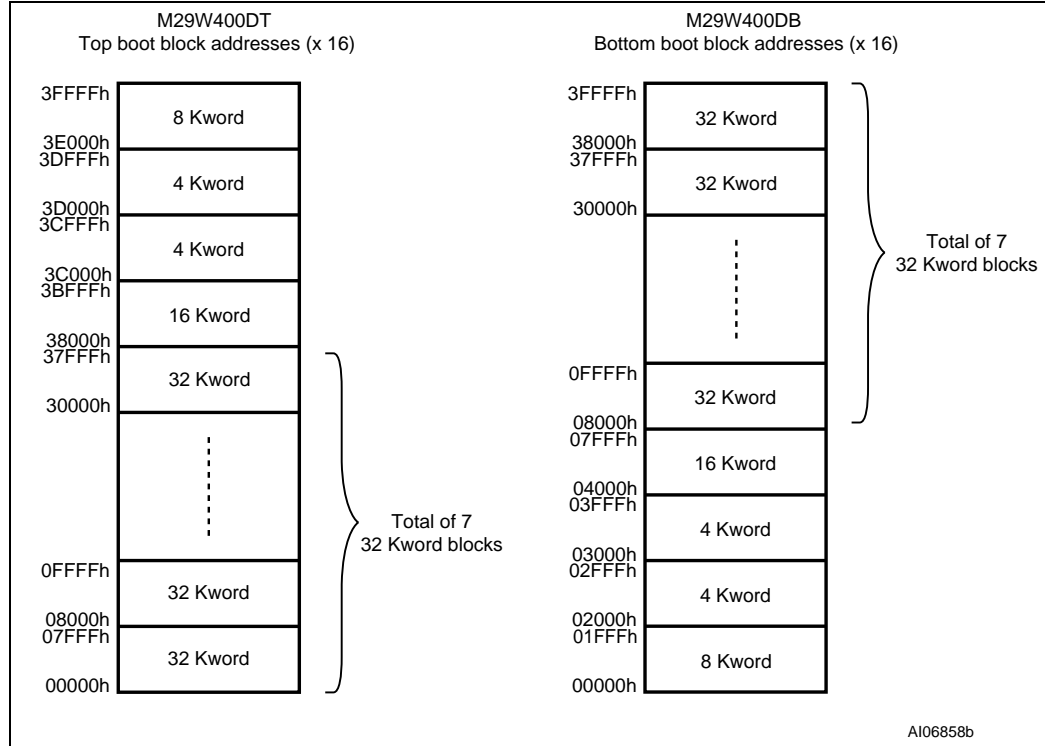 M29W400DT
Top boot block addresses (x 16)
3FFFFh
8 Kword
3E000h
3DFFFh
4 Kword
3D000h
3CFFFh
4 Kword
3C000h
3BFFFh
16 Kword
38000h
37FFFh
32 Kword
30000h
Total of 7
32 Kword blocks
0FFFFh
32 Kword
08000h
07FFFh
32 Kword
00000h
M29W400DB
Bottom boot block addresses (x 16)
3FFFFh
32 Kword
38000h
37FFFh
32 Kword
30000h
Total of 7
32 Kword blocks
0FFFFh
32 Kword
08000h
07FFFh
16 Kword
04000h
03FFFh
4 Kword
03000h
02FFFh
4 Kword
02000h
01FFFh
8 Kword
00000h
AI06858b